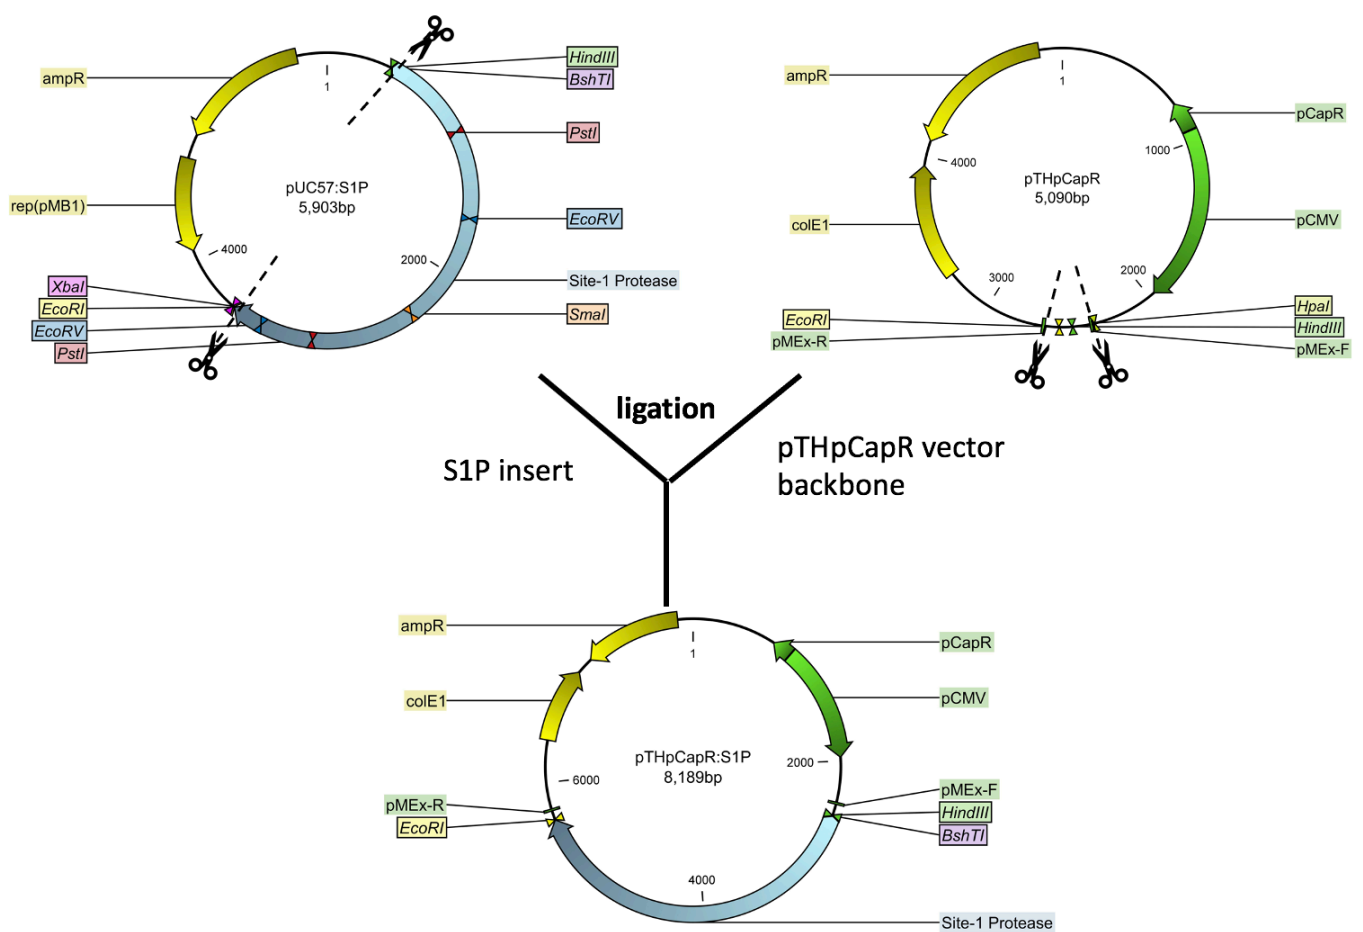 HindIII
BshTI
ampR
1
PstI
pUC57:S1P
5,903bp
rep(pMB1)
EcoRV
4000
2000
XbaI
EcoRI
EcoRV
PstI
Site-1 Protease
SmaI
ampR
1
pCapR
1000
4000
pTHpCapR
5,090bp
colE1
pCMV
3000
2000
EcoRI
pMEx-R
HpaI
HindIII
pMEx-F
ligation
S1P insert
pTHpCapR vector
backbone
ampR
1
pCapR
colE1
pCMV
pTHpCapR:S1P
8,189bp
2000
6000
pMEx-R
EcoRI
pMEx-F
HindIII
BshTI
4000
Site-1 Protease